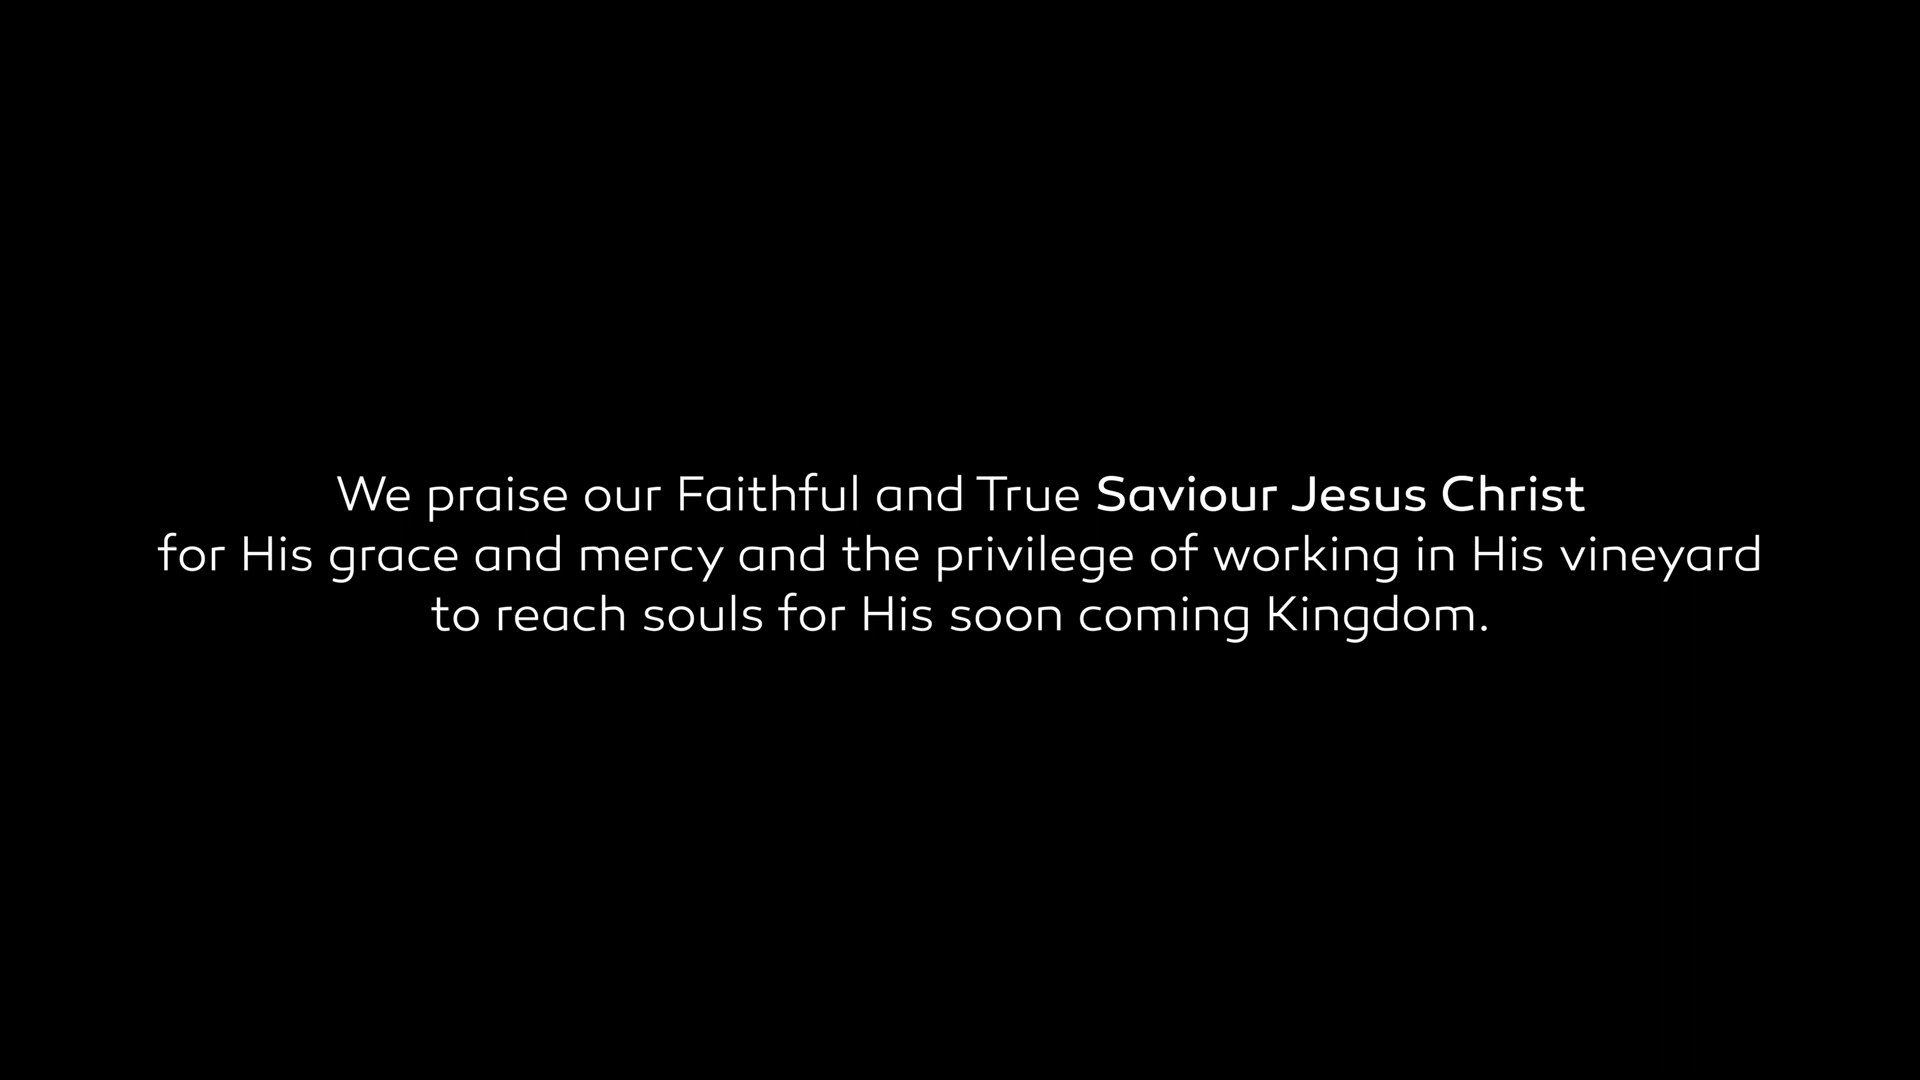 We praise our Faithful and True Saviour Jesus Christ
for His grace and mercy and the privilege of working in His vineyard
to reach souls for His soon coming Kingdom.